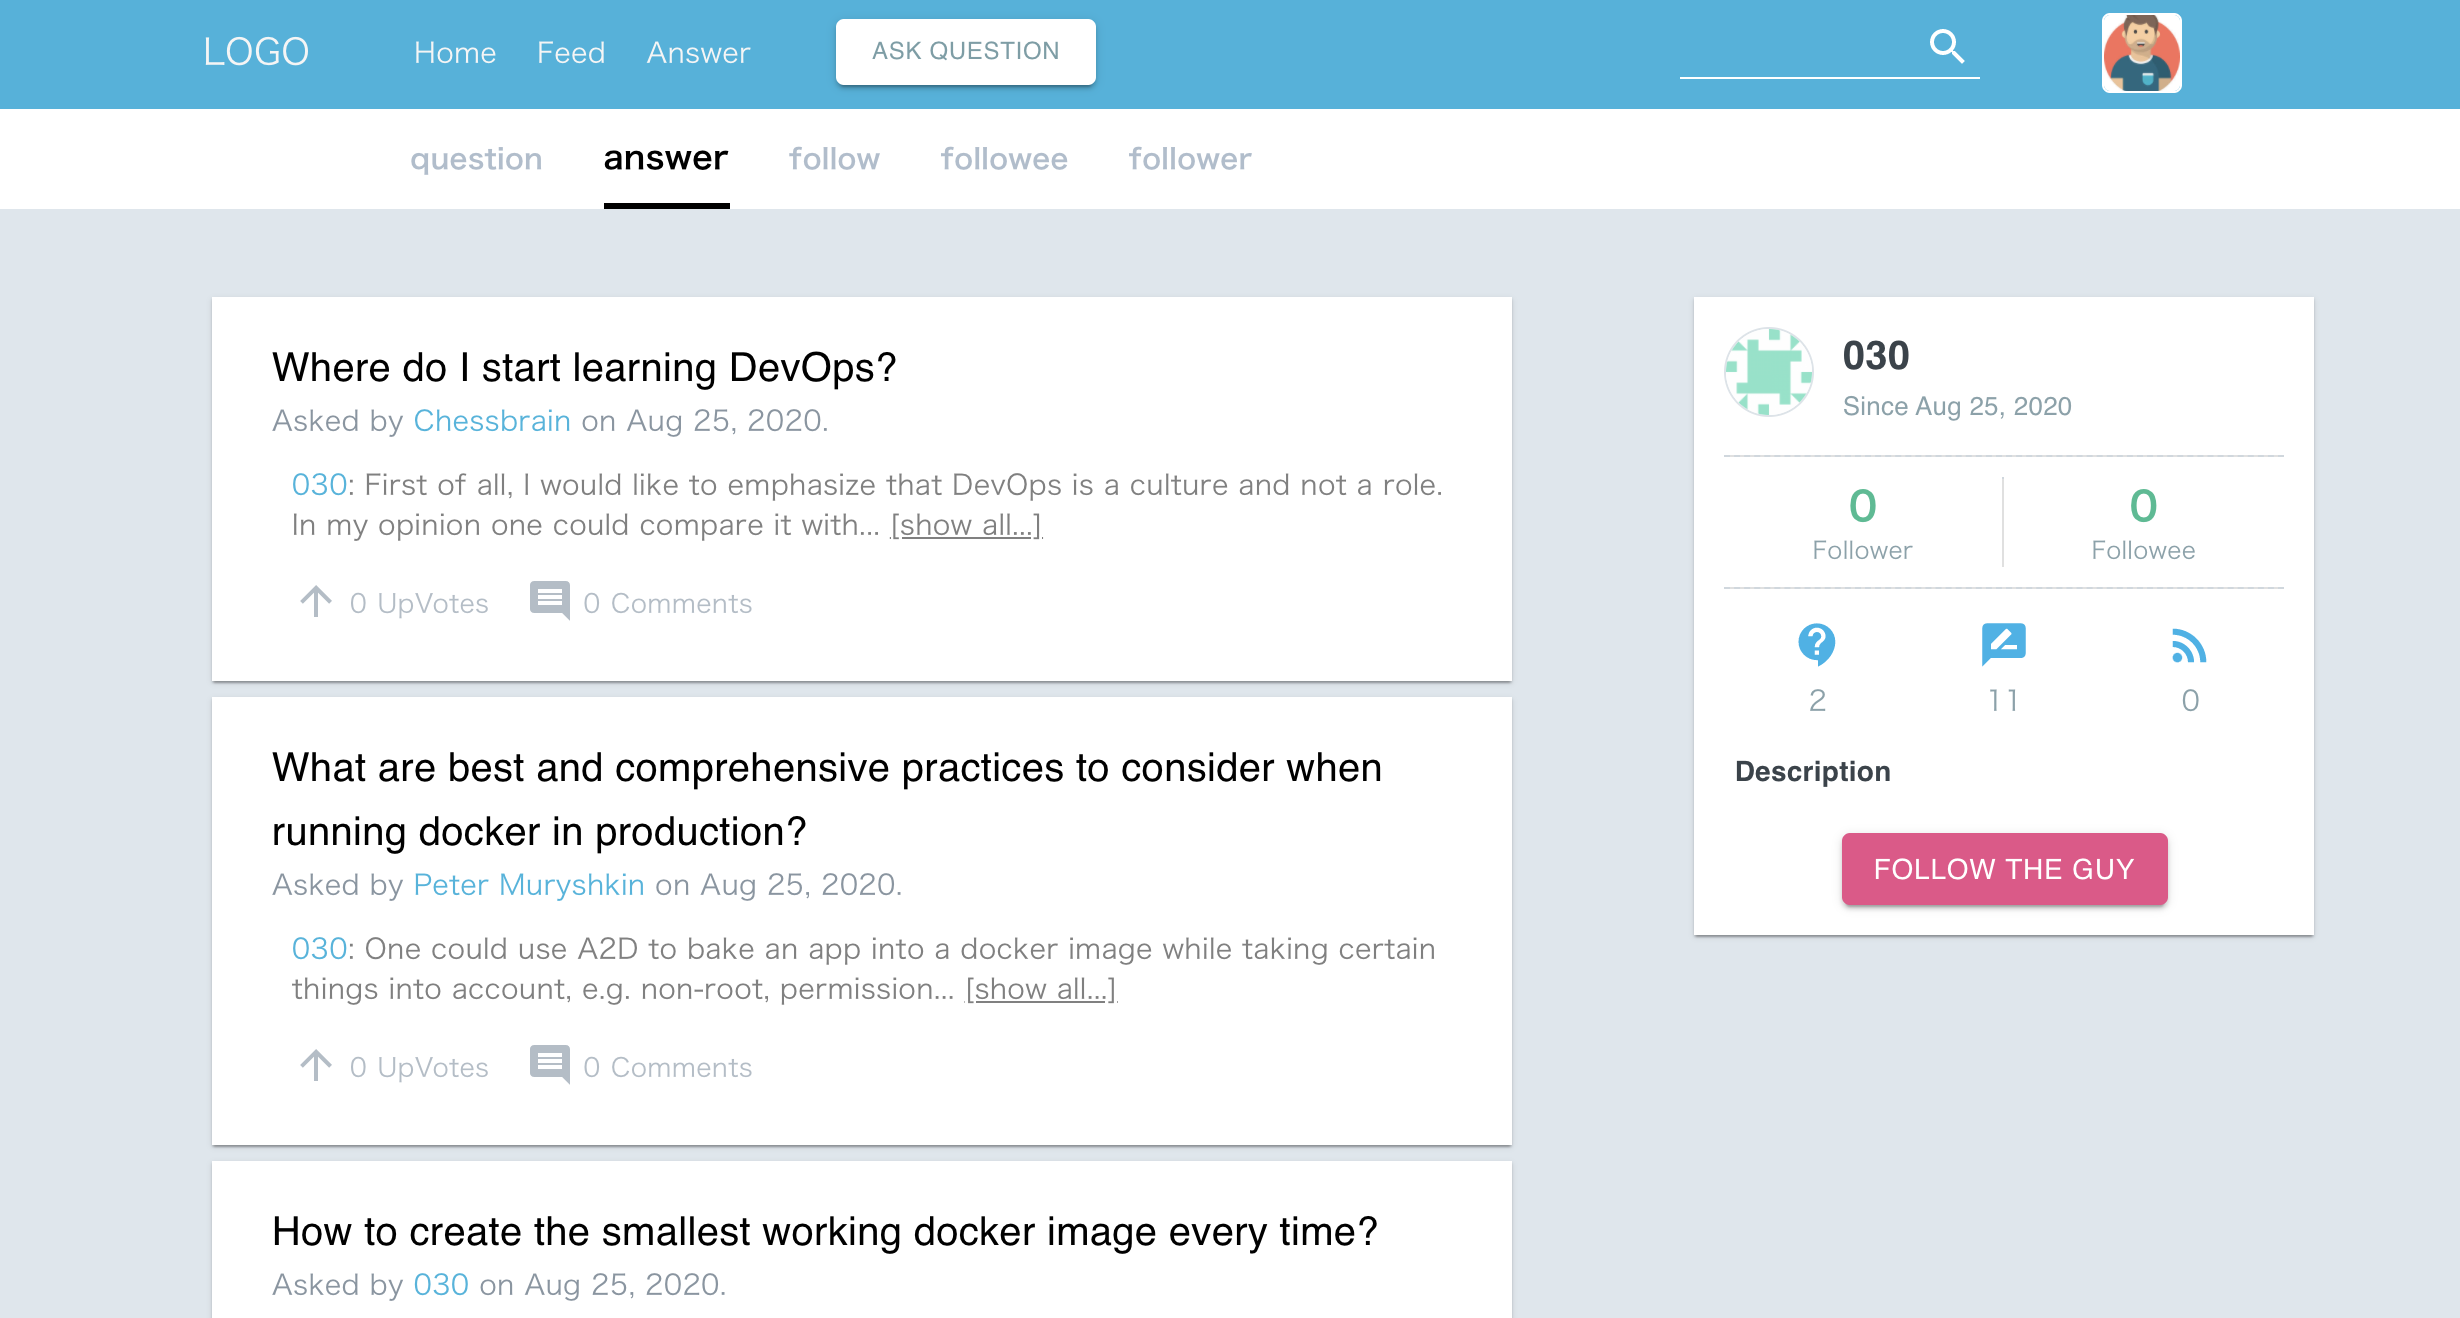 LOGO Home Feed Answer ASK QUESTION
question answer follow followee follower
Where do I start learning DevOps?
Asked by Chessbrain on Aug 25, 2020.
030: First of all, I would like to emphasize that DevOps is a culture and not a role.
In my opinion one could compare it with... [show all...]
0 UpVotes 0 Comments
What are best and comprehensive practices to consider when
running docker in production?
Asked by Peter Muryshkin on Aug 25, 2020.
030: One could use A2D to bake an app into a docker image while taking certain
things into account, e.g. non-root, permission... [show all...]
0 UpVotes 0 Comments
How to create the smallest working docker image every time?
Asked by 030 on Aug 25, 2020.
030
Since Aug 25, 2020
0 0
Follower Followee
2 11 0
Description
FOLLOW THE GUY